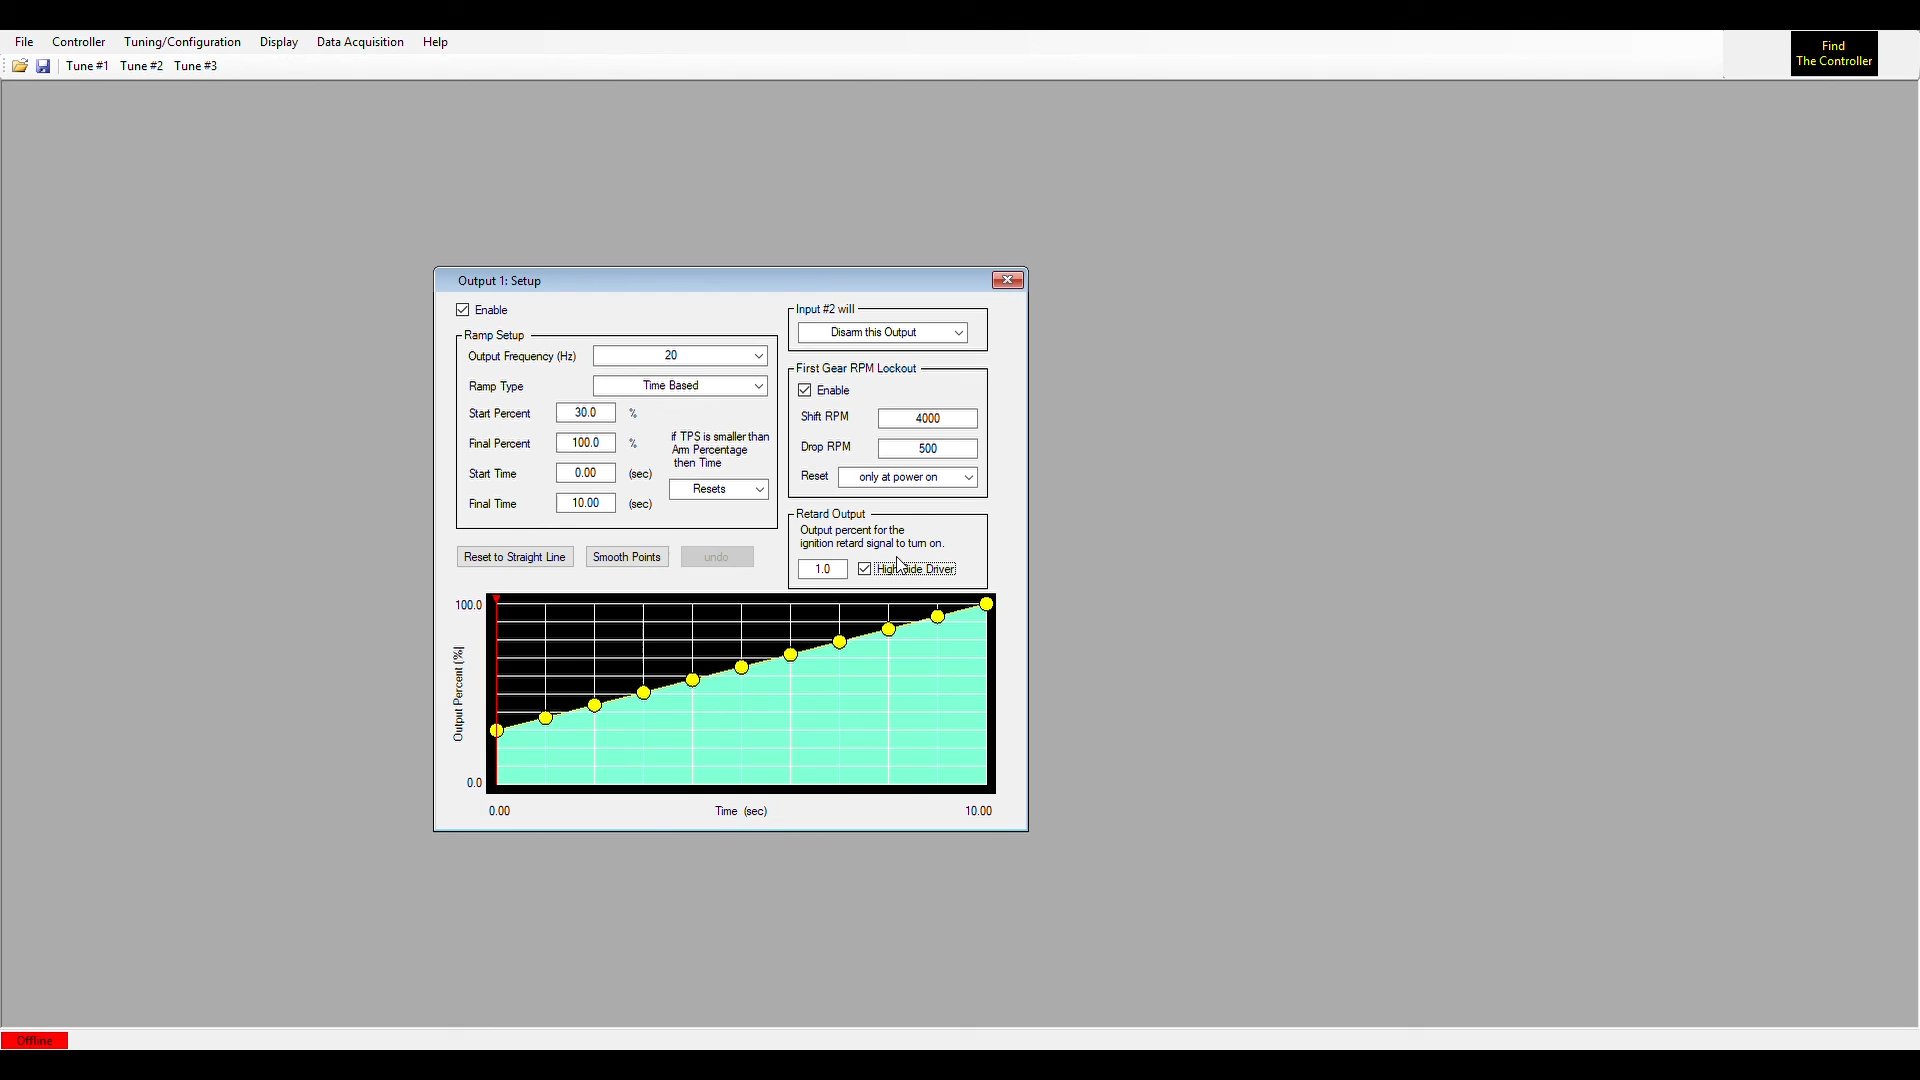 File Controller Tuning/Configuration Display Data Acquisition Help
Tune #1 Tune #2 Tune #3
Find
The Controller
Output 1: Setup
Enable
Ramp Setup
Output Frequency (Hz) 20
Ramp Type Time Based
Start Percent 30.0 %
Final Percent 100.0 %
Start Time 0.00 (sec)
Final Time 10.00 (sec)
if TPS is smaller than
Arm Percentage
then Time
Resets
Reset to Straight Line Smooth Points undo
Input #2 will
Disarm this Output
First Gear RPM Lockout
Enable
Shift RPM 4000
Drop RPM 500
Reset only at power on
Retard Output
Output percent for the
ignition retard signal to turn on.
1.0 High Side Driver
100.0
Output Percent (%)
0.0
0.00 Time (sec) 10.00
Offline